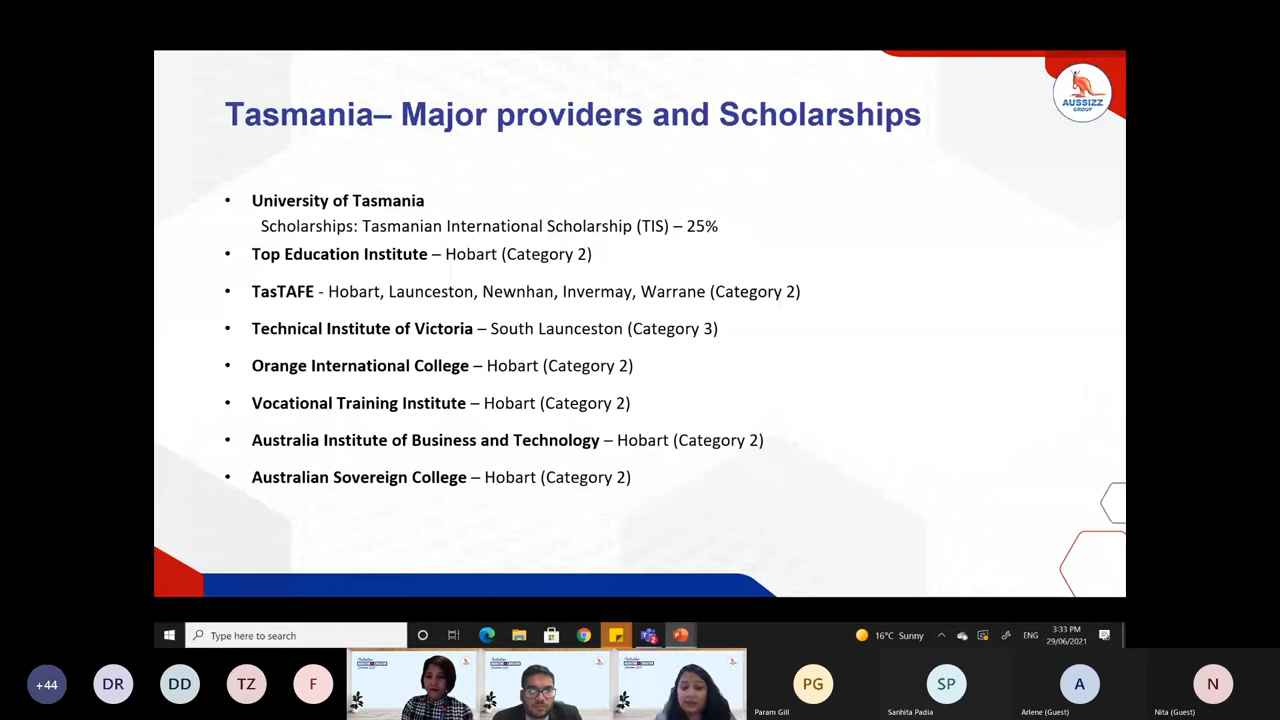 AUSSIZZ
GROUP
Tasmania– Major providers and Scholarships
• University of Tasmania
Scholarships: Tasmanian International Scholarship (TIS) – 25%
• Top Education Institute – Hobart (Category 2)
• TasTAFE - Hobart, Launceston, Newnhan, Invermay, Warrane (Category 2)
• Technical Institute of Victoria – South Launceston (Category 3)
• Orange International College – Hobart (Category 2)
• Vocational Training Institute – Hobart (Category 2)
• Australia Institute of Business and Technology – Hobart (Category 2)
• Australian Sovereign College – Hobart (Category 2)
Type here to search
16°C Sunny
ENG
3:33 PM
29/06/2021
+44
DR
DD
TZ
F
PG
Param Gill
SP
Sanhita Padia
A
Arlene (Guest)
N
Nita (Guest)